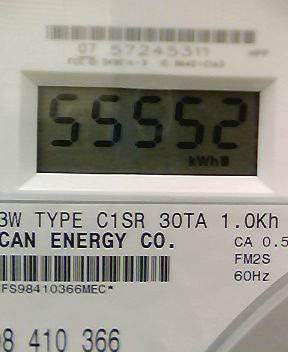 07 57245311
55552
kWh
3W TYPE C1SR 30TA 1.0Kh
CAN ENERGY CO.
CA 0.5
FM2S
60Hz
FS98410366MEC*
98 410 366